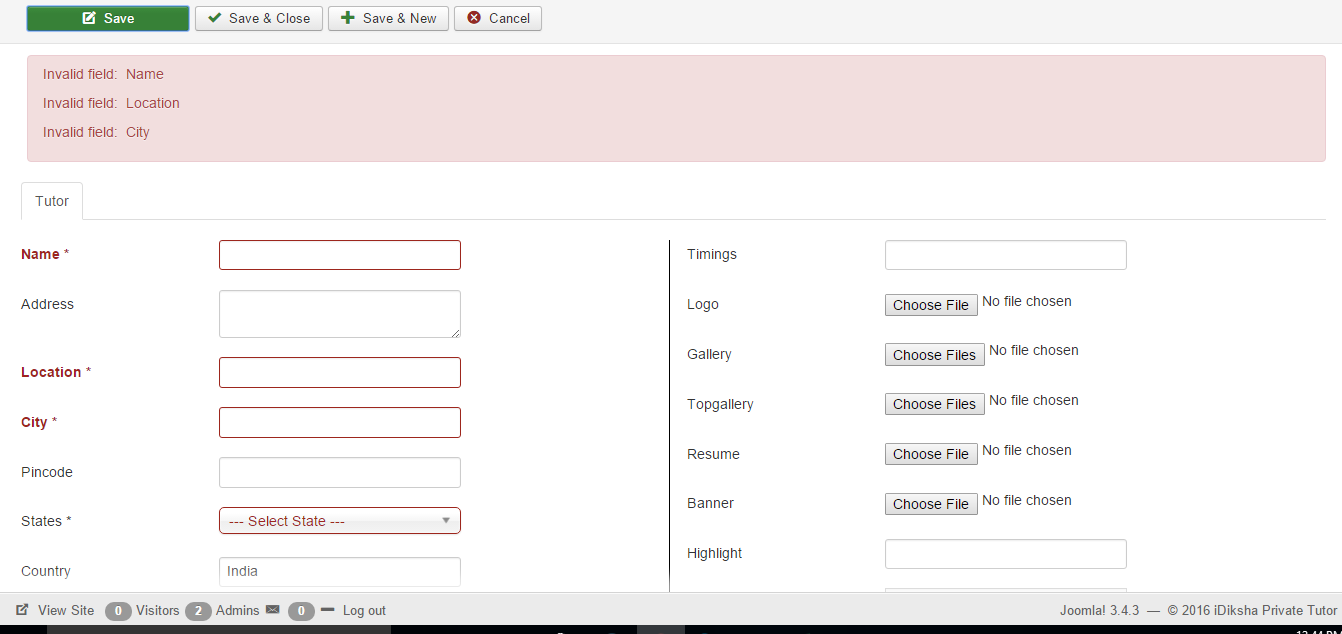 Save Save & Close Save & New Cancel
Invalid field: Name
Invalid field: Location
Invalid field: City
Tutor
Name *
Address
Location *
City *
Pincode
States * --- Select State ---
Country India
Timings
Logo Choose File No file chosen
Gallery Choose Files No file chosen
Topgallery Choose Files No file chosen
Resume Choose File No file chosen
Banner Choose File No file chosen
Highlight
View Site 0 Visitors 2 Admins 0 Log out Joomla! 3.4.3 — © 2016 iDiksha Private Tutor